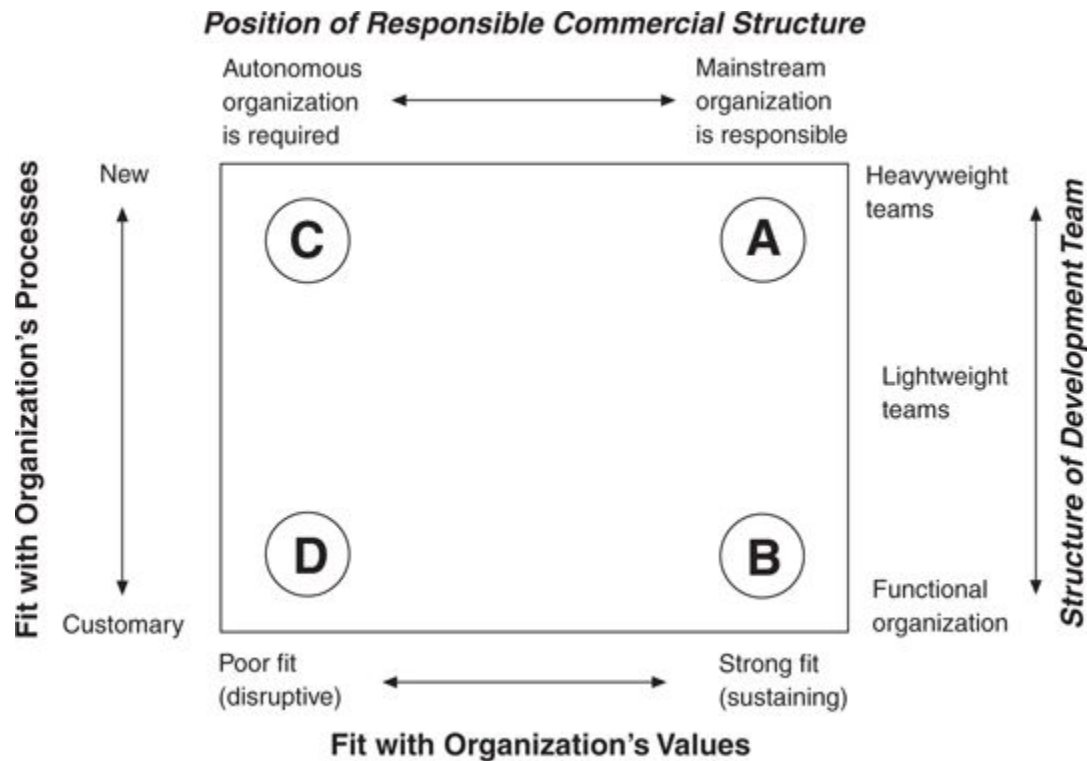 Position of Responsible Commercial Structure
Autonomous
organization
is required
Mainstream
organization
is responsible
Fit with Organization's Processes
New
Customary
C
A
D
B
Heavyweight
teams
Lightweight
teams
Functional
organization
Structure of Development Team
Poor fit
(disruptive)
Strong fit
(sustaining)
Fit with Organization's Values